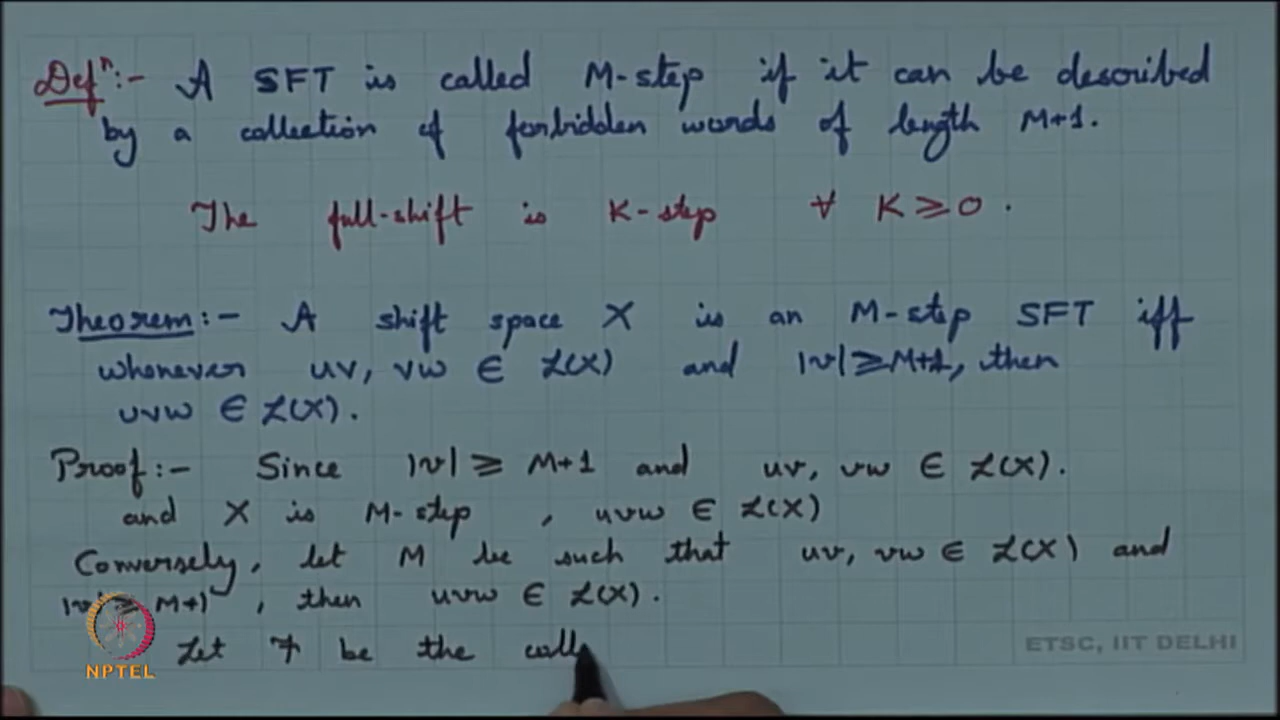 Defⁿ:- A SFT is called M-step if it can be described
by a collection of forbidden words of length M+1.
The full-shift is K-step ∀ K ≥ 0.
Theorem:- A shift space X is an M-step SFT iff
whenever uv, vw ∈ L(X) and |v| ≥ M+1, then
uvw ∈ L(X).
Proof:- Since |v| ≥ M+1 and uv, vw ∈ L(X).
and X is M-step, uvw ∈ L(X)
Conversely, let M be such that uv, vw ∈ L(X) and
|v| ≥ M+1, then uvw ∈ L(X).
Let F be the colle
NPTEL
ETSC, IIT DELHI